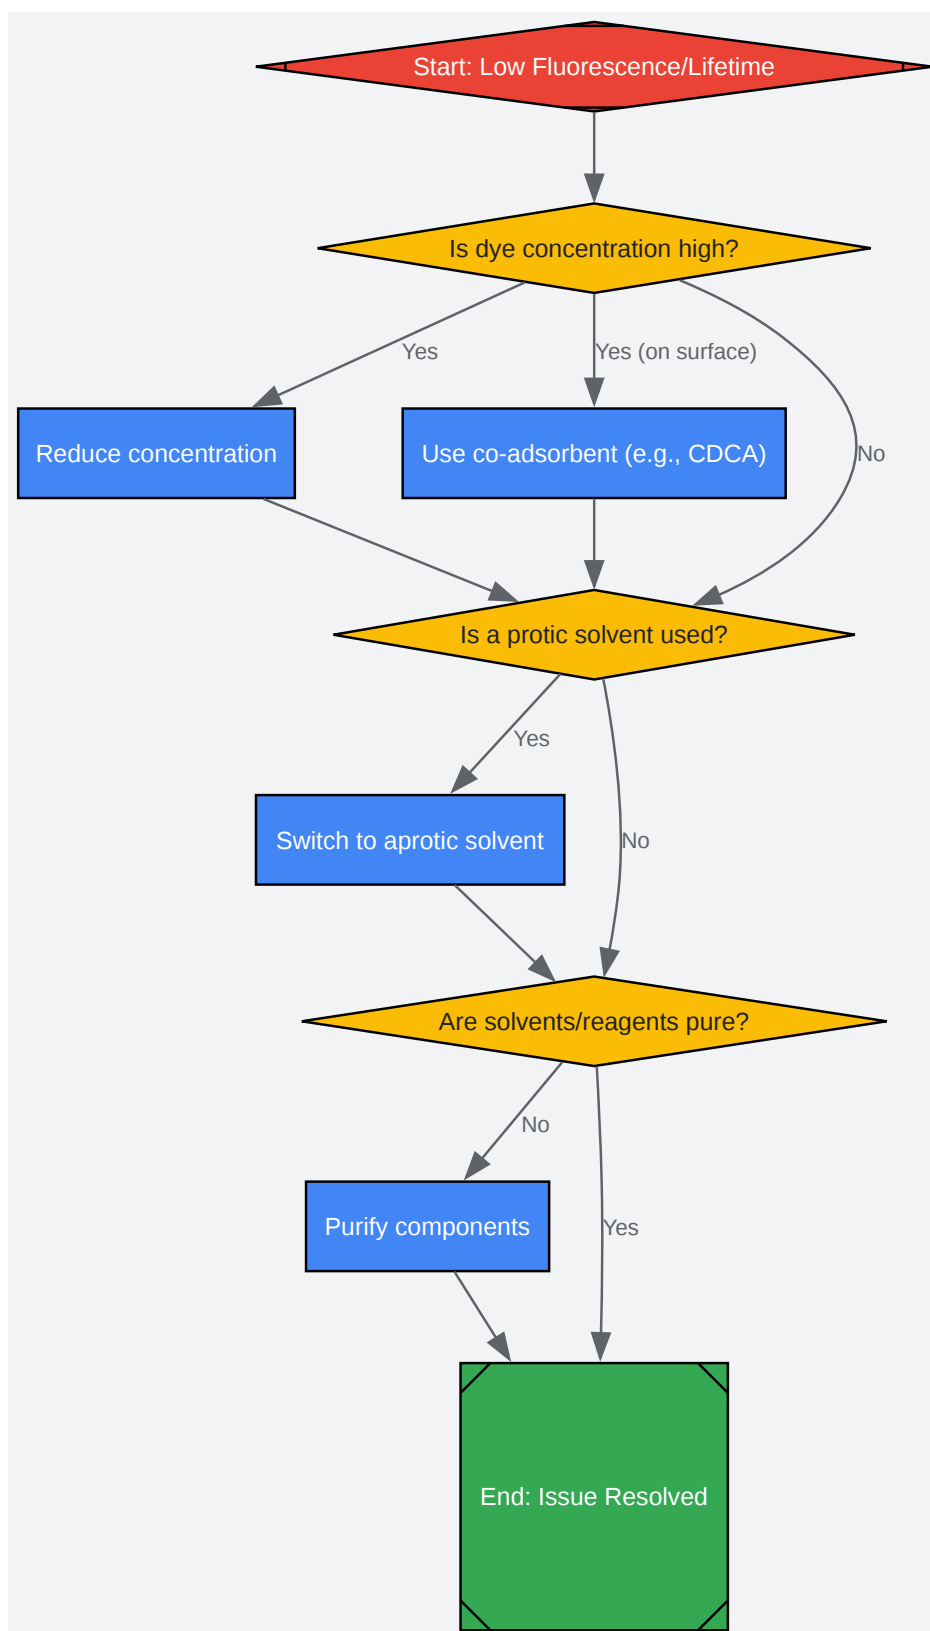 Start: Low Fluorescence/Lifetime
Is dye concentration high?
Yes
Yes (on surface)
Reduce concentration
Use co-adsorbent (e.g., CDCA)
No
Is a protic solvent used?
Yes
Switch to aprotic solvent
No
Are solvents/reagents pure?
No
Purify components
Yes
End: Issue Resolved